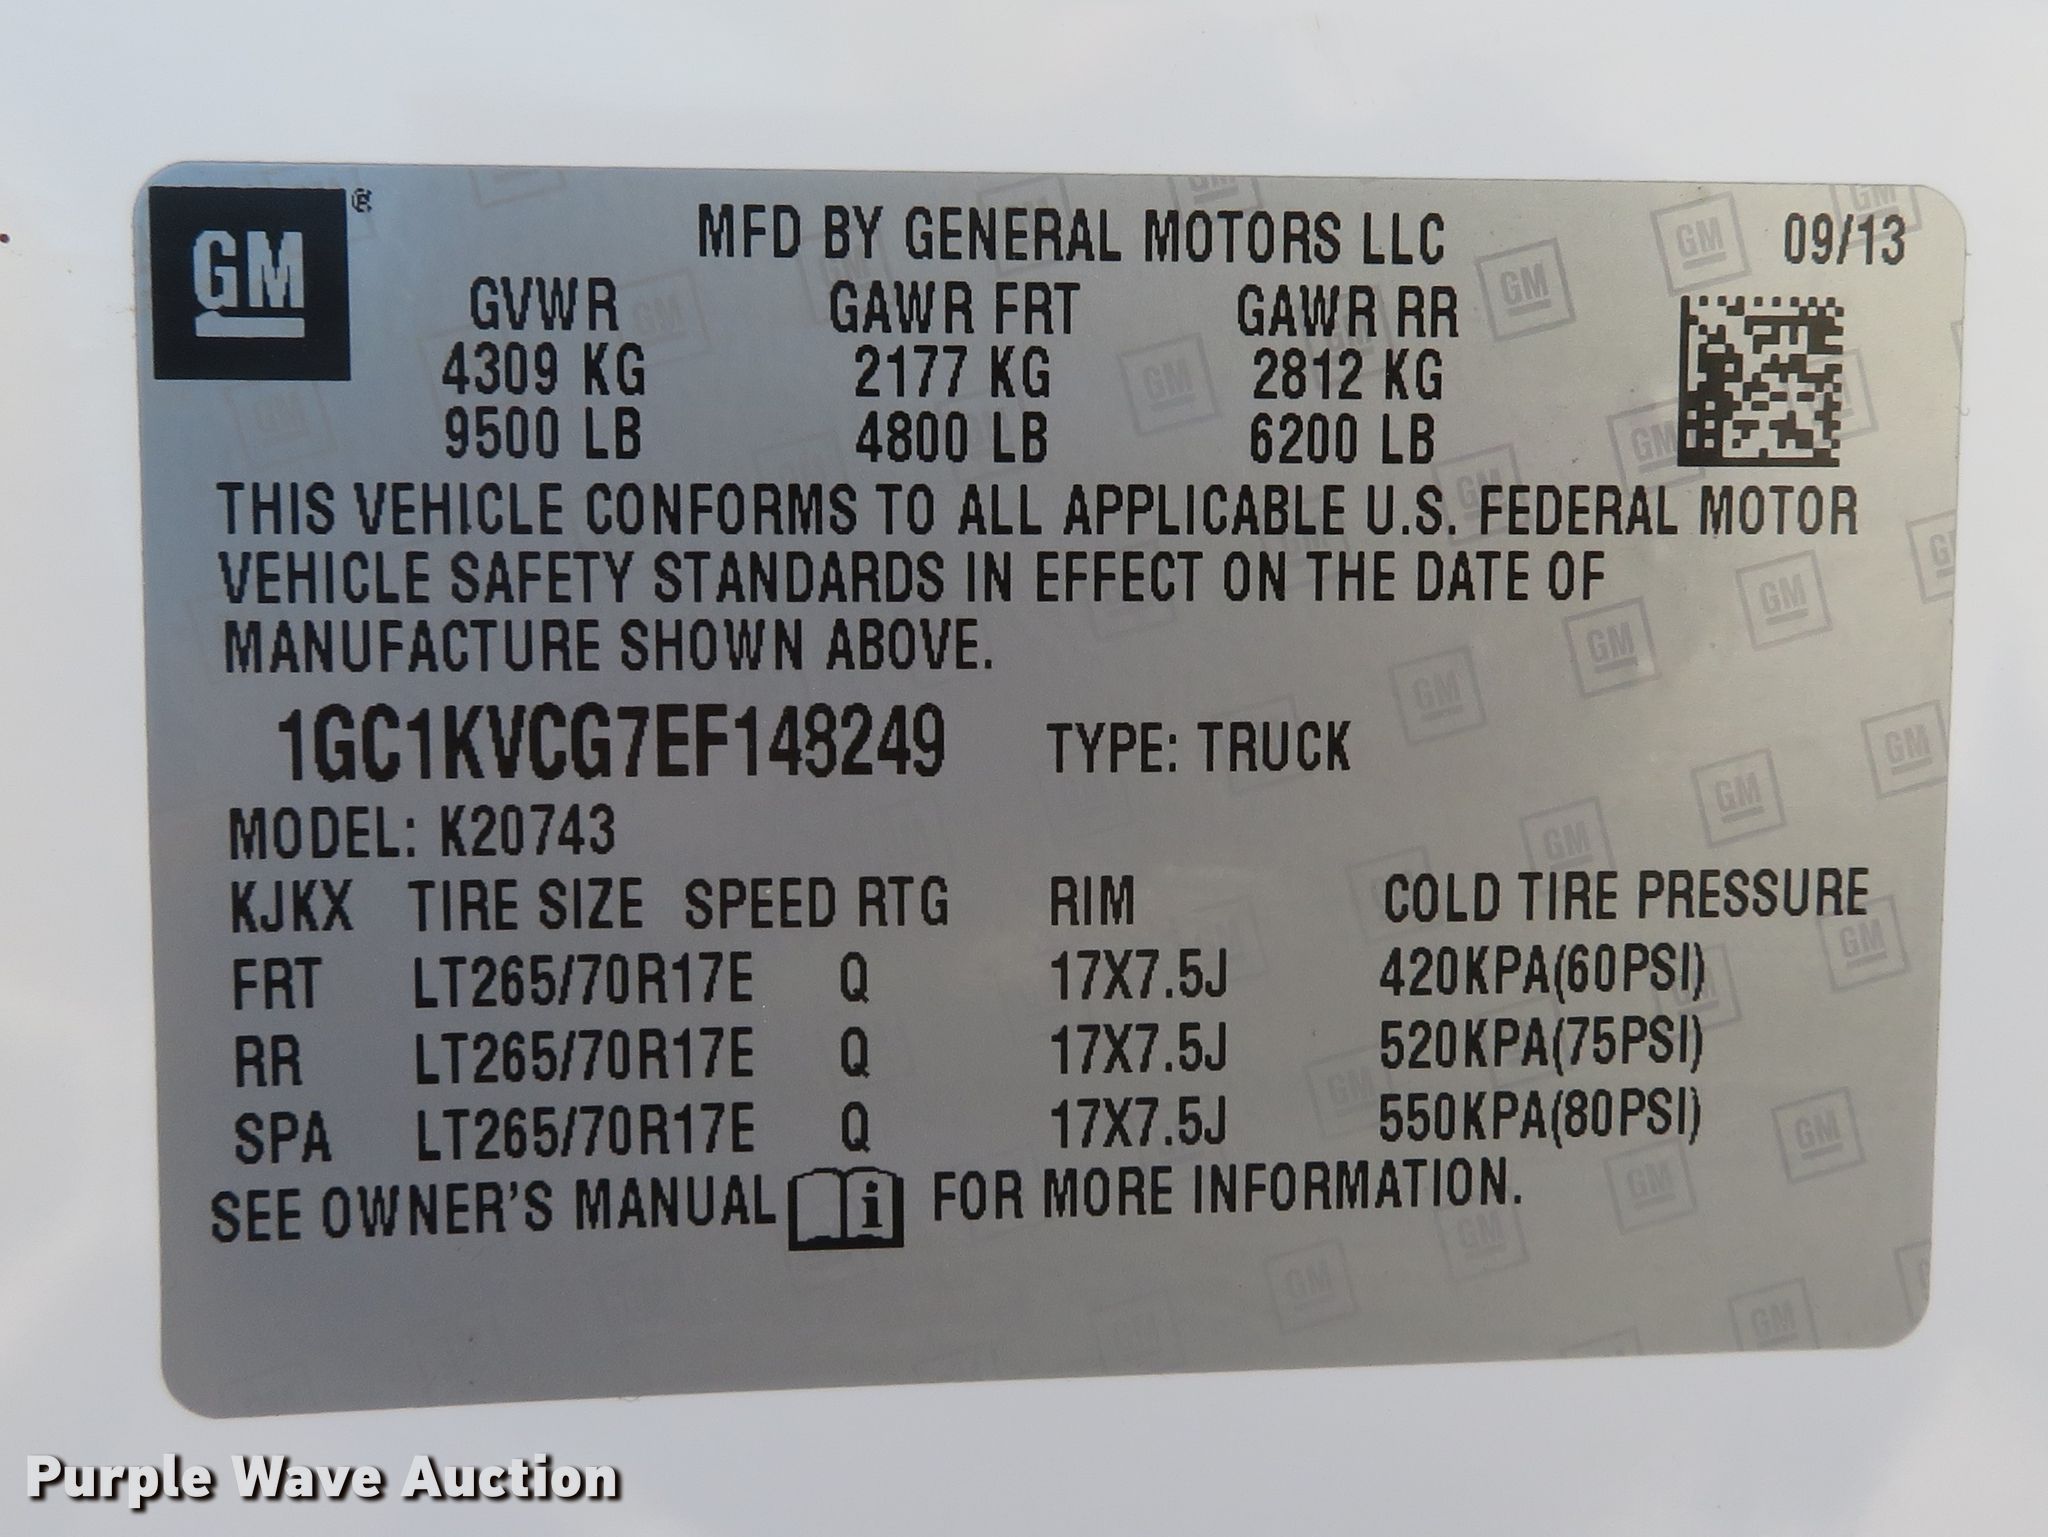 GM ®
MFD BY GENERAL MOTORS LLC 09/13
GVWR GAWR FRT GAWR RR
4309 KG 2177 KG 2812 KG
9500 LB 4800 LB 6200 LB
THIS VEHICLE CONFORMS TO ALL APPLICABLE U.S. FEDERAL MOTOR
VEHICLE SAFETY STANDARDS IN EFFECT ON THE DATE OF
MANUFACTURE SHOWN ABOVE.
1GC1KVCG7EF148249 TYPE: TRUCK
MODEL: K20743
KJKX TIRE SIZE SPEED RTG RIM COLD TIRE PRESSURE
FRT LT265/70R17E Q 17X7.5J 420KPA(60PSI)
RR LT265/70R17E Q 17X7.5J 520KPA(75PSI)
SPA LT265/70R17E Q 17X7.5J 550KPA(80PSI)
SEE OWNER'S MANUAL i FOR MORE INFORMATION.
Purple Wave Auction